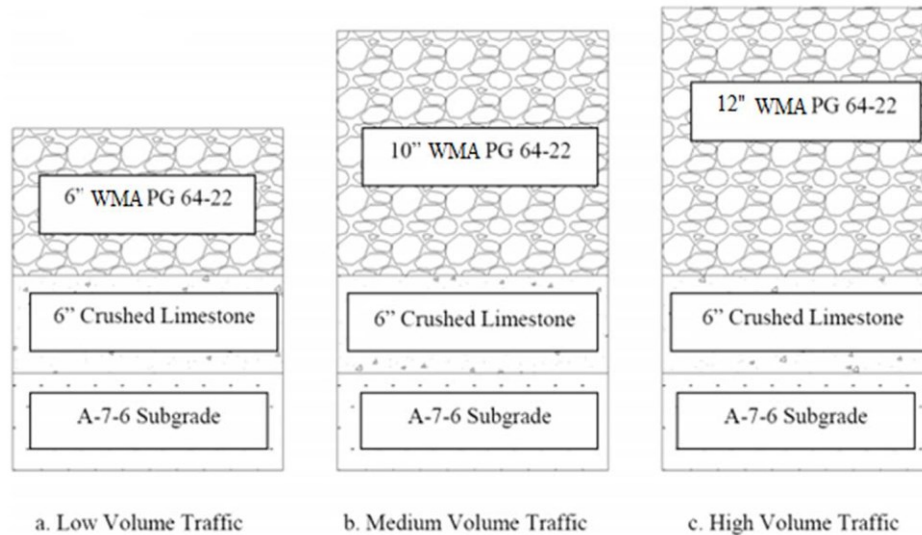 6” WMA PG 64-22
6” Crushed Limestone
A-7-6 Subgrade
a. Low Volume Traffic
10” WMA PG 64-22
6” Crushed Limestone
A-7-6 Subgrade
b. Medium Volume Traffic
12" WMA PG 64-22
6” Crushed Limestone
A-7-6 Subgrade
c. High Volume Traffic